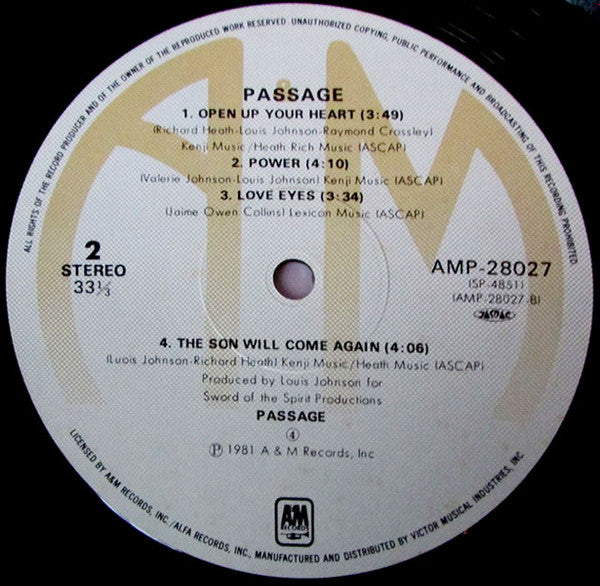 ALL RIGHTS OF THE RECORD PRODUCER AND OF THE OWNER OF THE REPRODUCED WORK RESERVED UNAUTHORIZED COPYING, PUBLIC PERFORMANCE AND BROADCASTING OF THIS RECORDING PROHIBITED.
PASSAGE
1. OPEN UP YOUR HEART (3:49)
(Richard Heath-Louis Johnson-Raymond Crossley)
Kenji Music/Heath Rich Music (ASCAP)
2. POWER (4:10)
(Valerie Johnson-Louis Johnson) Kenji Music (ASCAP)
3. LOVE EYES (3:34)
(Jaime Owen Collins) Lexicon Music (ASCAP)
2
STEREO
33⅓
AMP-28027
(SP-4851)
(AMP-28027-B)
JASRAC
4. THE SON WILL COME AGAIN (4:06)
(Luois Johnson-Richard Heath) Kenji Music/Heath Music (ASCAP)
Produced by Louis Johnson for
Sword of the Spirit Productions
PASSAGE
④
Ⓟ 1981 A & M Records, Inc
AM
RECORDS
LICENSED BY A&M RECORDS, INC./ALFA RECORDS, INC., MANUFACTURED AND DISTRIBUTED BY VICTOR MUSICAL INDUSTRIES, INC.